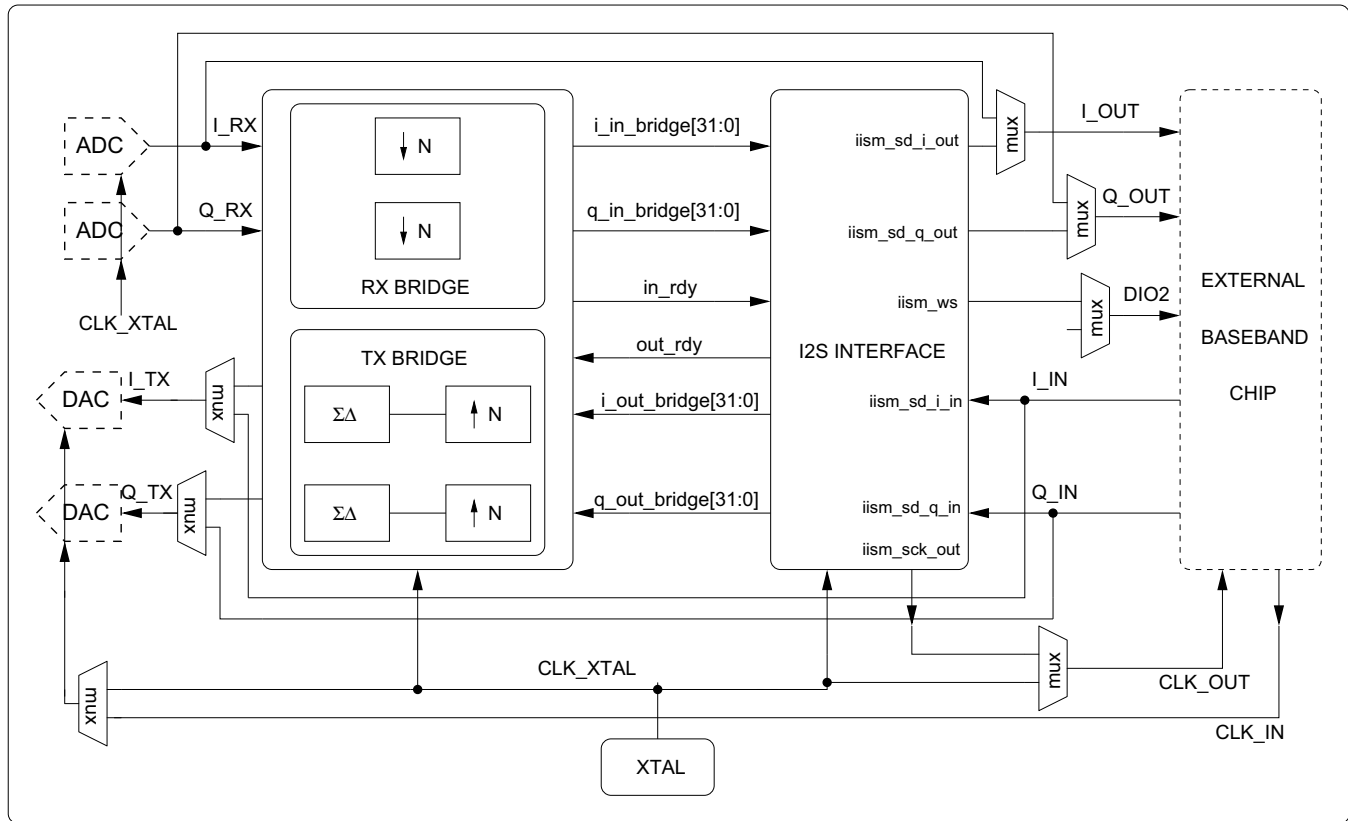 I_RX
ADC
N
i_in_bridge[31:0]
iism_sd_i_out
mux
I_OUT
Q_RX
ADC
N
q_in_bridge[31:0]
iism_sd_q_out
mux
Q_OUT
RX BRIDGE
in_rdy
iism_ws
mux
DIO2
EXTERNAL
BASEBAND
CHIP
CLK_XTAL
TX BRIDGE
out_rdy
I2S INTERFACE
I_TX
DAC
mux
ΣΔ
N
i_out_bridge[31:0]
iism_sd_i_in
I_IN
Q_TX
DAC
mux
ΣΔ
N
q_out_bridge[31:0]
iism_sd_q_in
Q_IN
iism_sck_out
CLK_XTAL
mux
mux
CLK_OUT
CLK_IN
XTAL